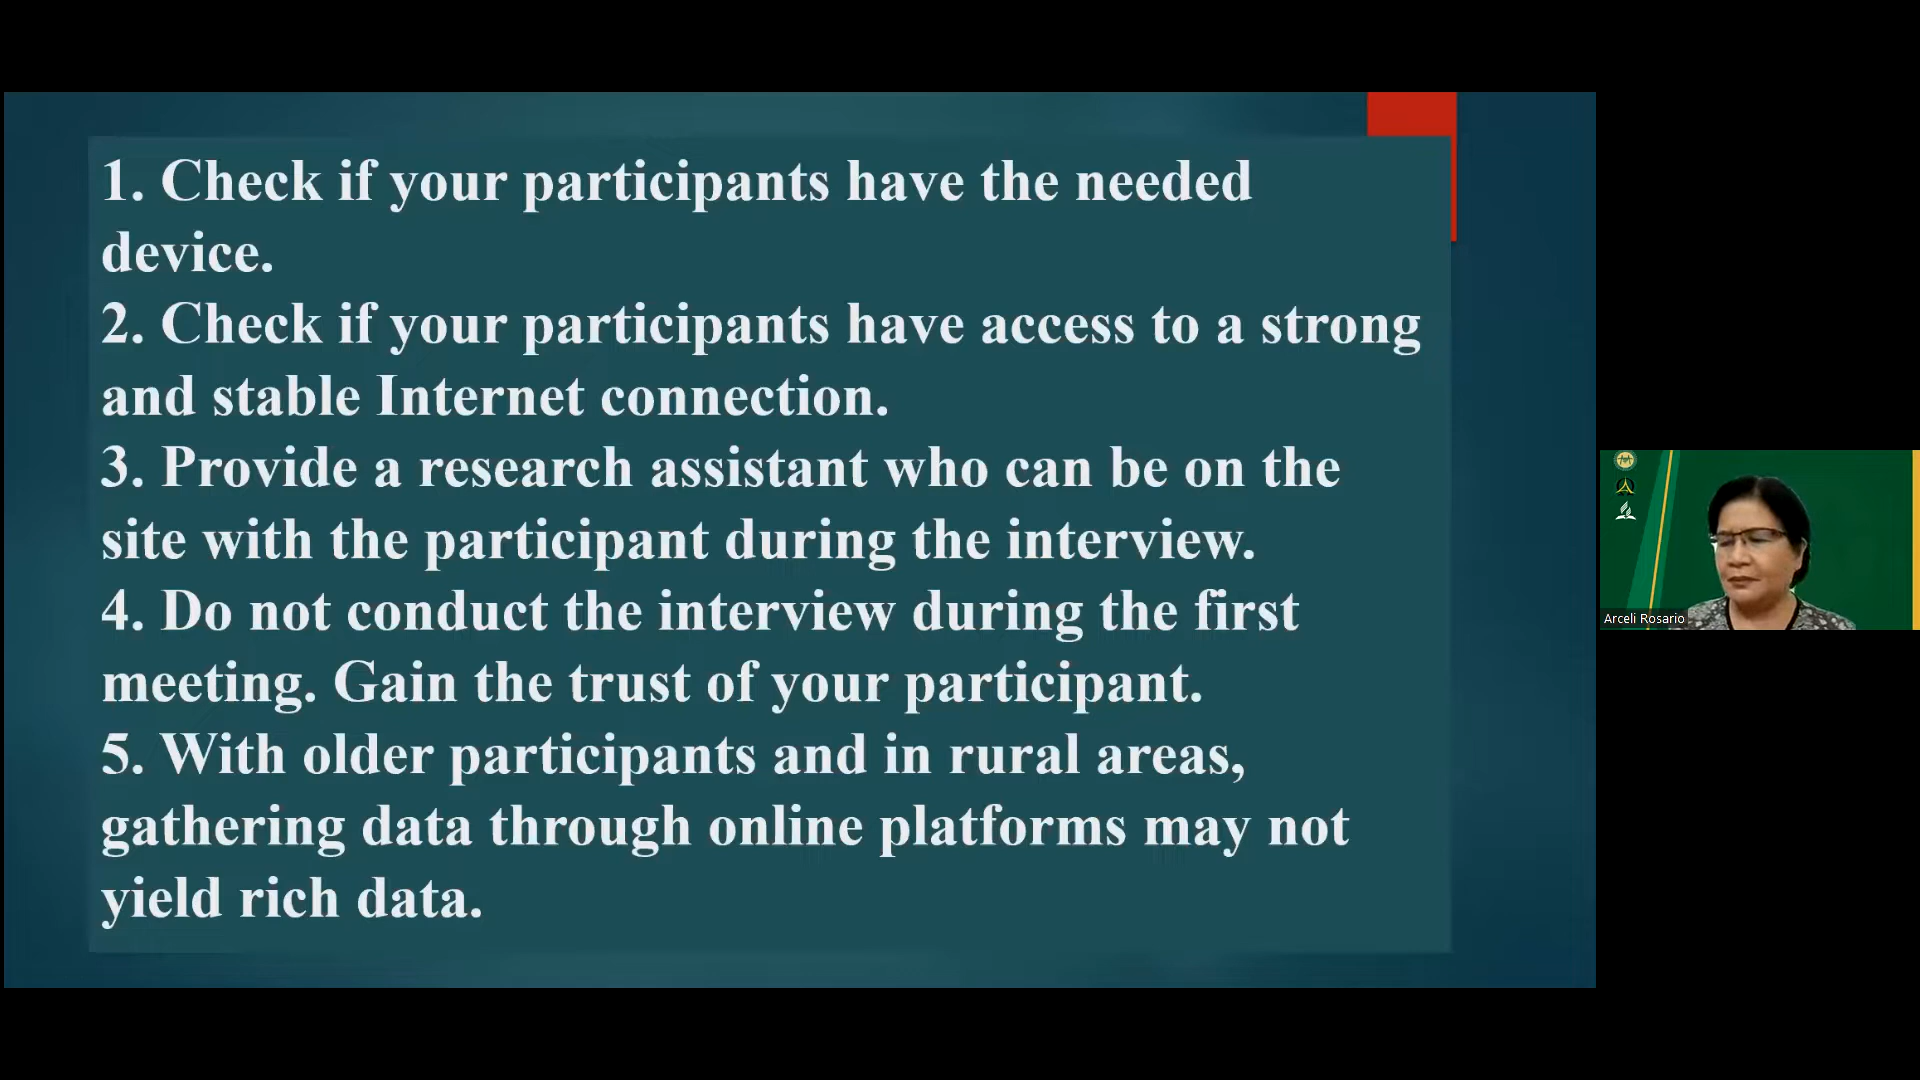 1. Check if your participants have the needed
device.
2. Check if your participants have access to a strong
and stable Internet connection.
3. Provide a research assistant who can be on the
site with the participant during the interview.
4. Do not conduct the interview during the first
meeting. Gain the trust of your participant.
5. With older participants and in rural areas,
gathering data through online platforms may not
yield rich data.
Arceli Rosario